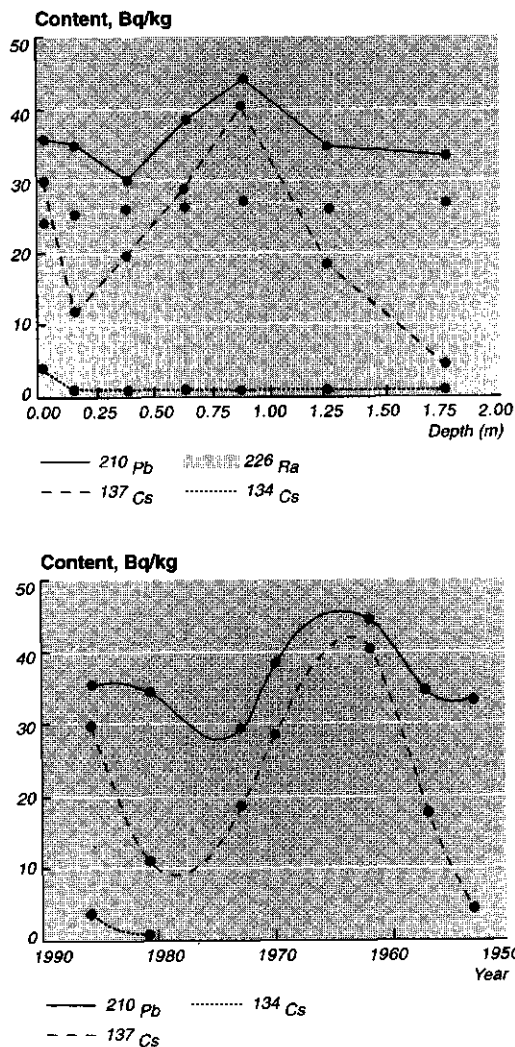 Content, Bq/kg
50
40
30
20
10
0
0.00 0.25 0.50 0.75 1.00 1.25 1.50 1.75 2.00
Depth (m)
210 Pb 226 Ra
137 Cs 134 Cs
Content, Bq/kg
50
40
30
20
10
0
1990 1980 1970 1960 1950
Year
210 Pb 134 Cs
137 Cs